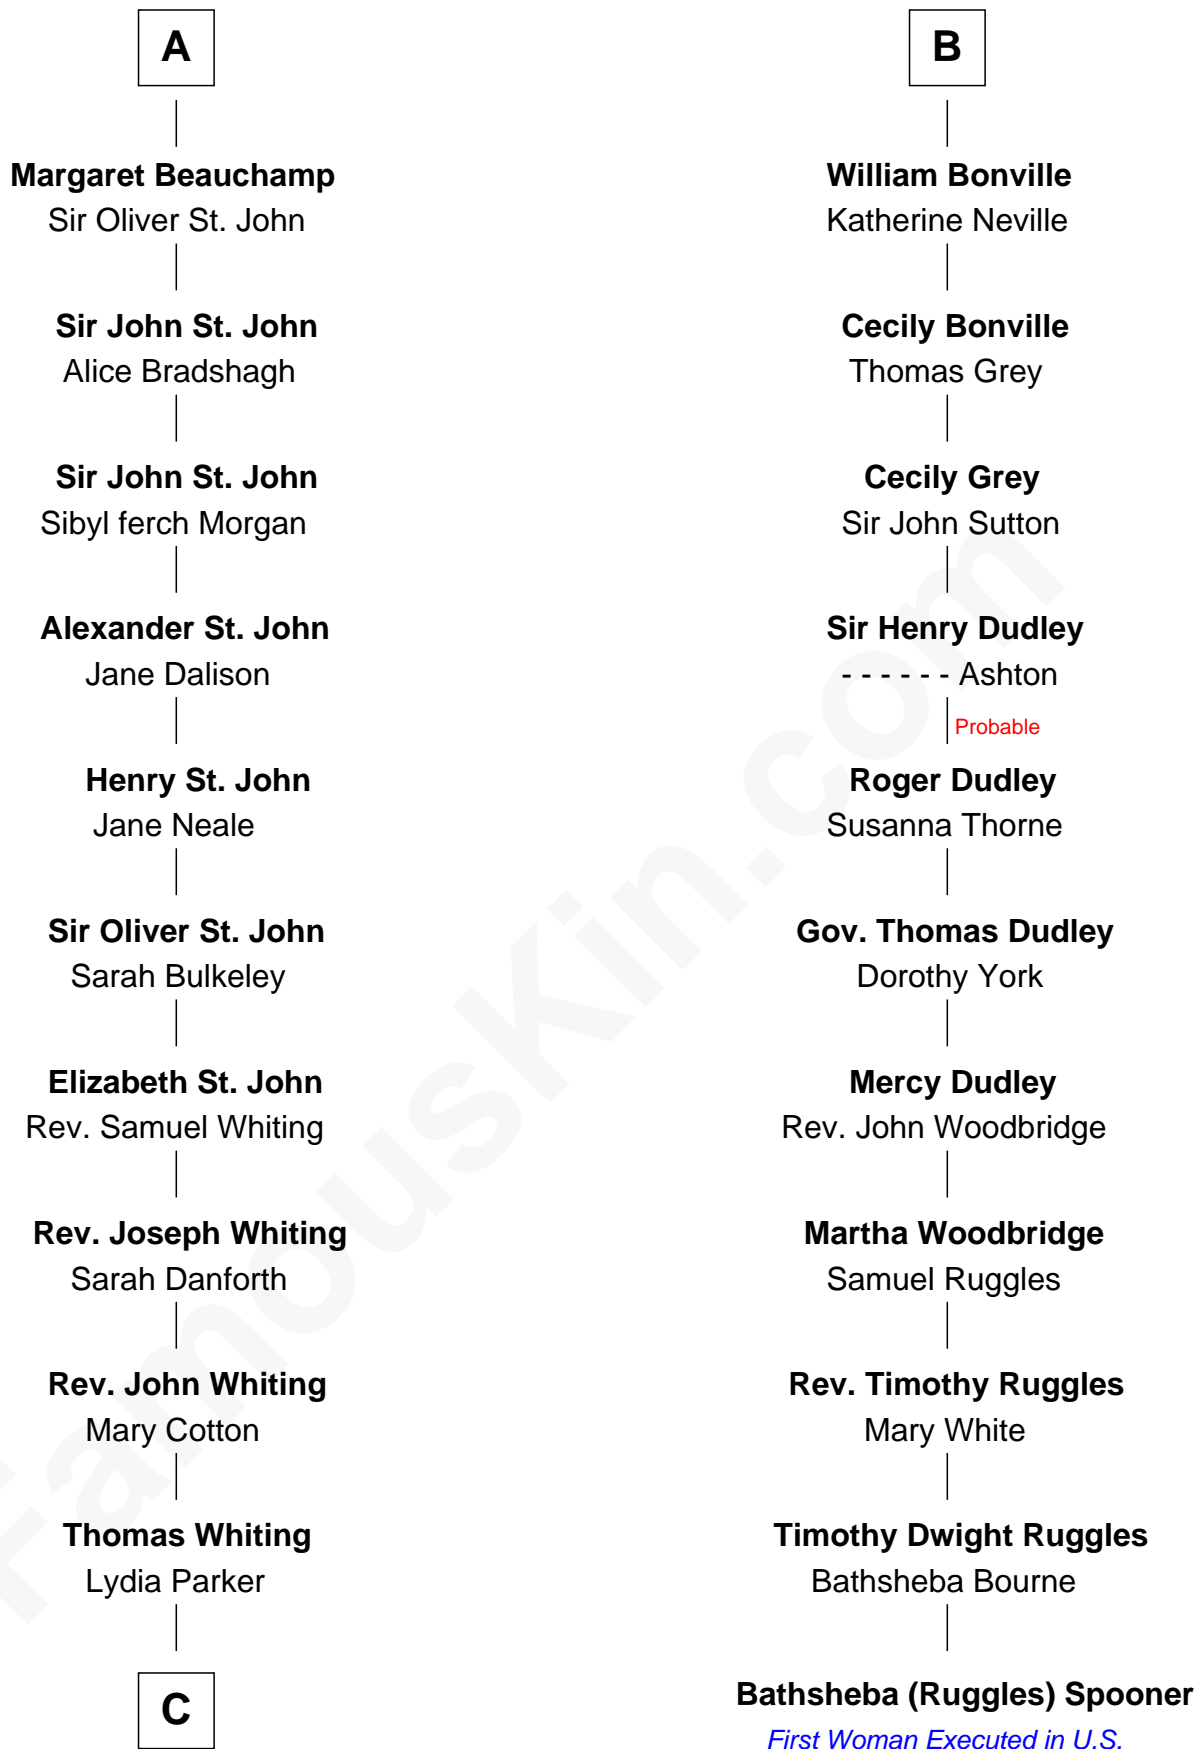 A
Margaret Beauchamp
Sir Oliver St. John
Sir John St. John
Alice Bradshagh
Sir John St. John
Sibyl ferch Morgan
Alexander St. John
Jane Dalison
Henry St. John
Jane Neale
Sir Oliver St. John
Sarah Bulkeley
Elizabeth St. John
Rev. Samuel Whiting
Rev. Joseph Whiting
Sarah Danforth
Rev. John Whiting
Mary Cotton
Thomas Whiting
Lydia Parker
C
B
William Bonville
Katherine Neville
Cecily Bonville
Thomas Grey
Cecily Grey
Sir John Sutton
Sir Henry Dudley
- - - - - - Ashton
Probable
Roger Dudley
Susanna Thorne
Gov. Thomas Dudley
Dorothy York
Mercy Dudley
Rev. John Woodbridge
Martha Woodbridge
Samuel Ruggles
Rev. Timothy Ruggles
Mary White
Timothy Dwight Ruggles
Bathsheba Bourne
Bathsheba (Ruggles) Spooner
First Woman Executed in U.S.
FamousKin.com